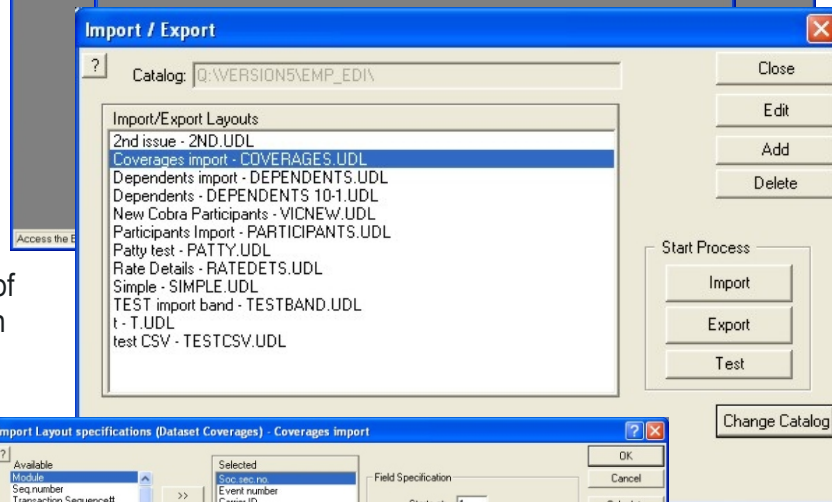 Import / Export
?
Catalog: Q:\VERSION5\EMP_EDI\
Close
Edit
Add
Delete
Import/Export Layouts
2nd issue - 2ND.UDL
Coverages import - COVERAGES.UDL
Dependents import - DEPENDENTS.UDL
Dependents - DEPENDENTS 10-1.UDL
New Cobra Participants - VICNEW.UDL
Participants Import - PARTICIPANTS.UDL
Patty test - PATTY.UDL
Rate Details - RATEDETS.UDL
Simple - SIMPLE.UDL
TEST import band - TESTBAND.UDL
t - T.UDL
test CSV - TESTCSV.UDL
Start Process
Import
Export
Test
Change Catalog
Access the
of
Import Layout specifications (Dataset Coverages) - Coverages import
?
Available
Module
Seq.number
Transaction Sequence#
>>
Selected
Soc.sec.no.
Event number
Carrier ID
Field Specification
OK
Cancel